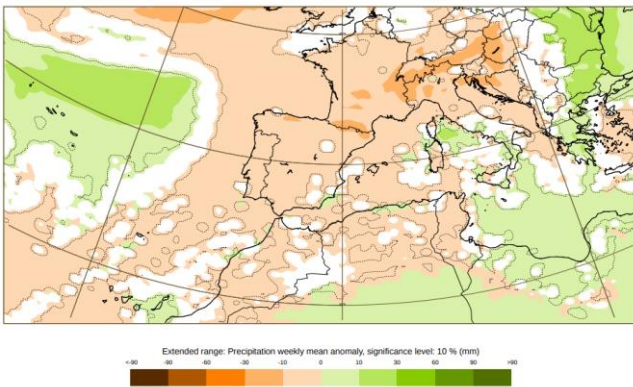 Extended range: Precipitation weekly mean anomaly, significance level: 10 % (mm)
<-90 -90 -60 -30 -10 0 10 30 60 90 >90